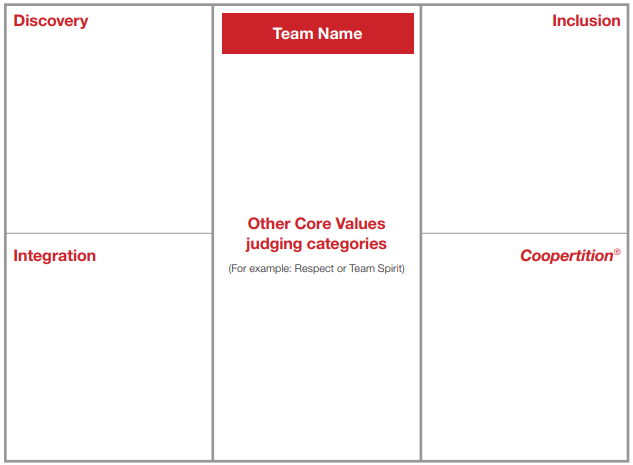 Discovery
Team Name
Inclusion
Other Core Values
judging categories
(For example: Respect or Team Spirit)
Integration
Coopertition®